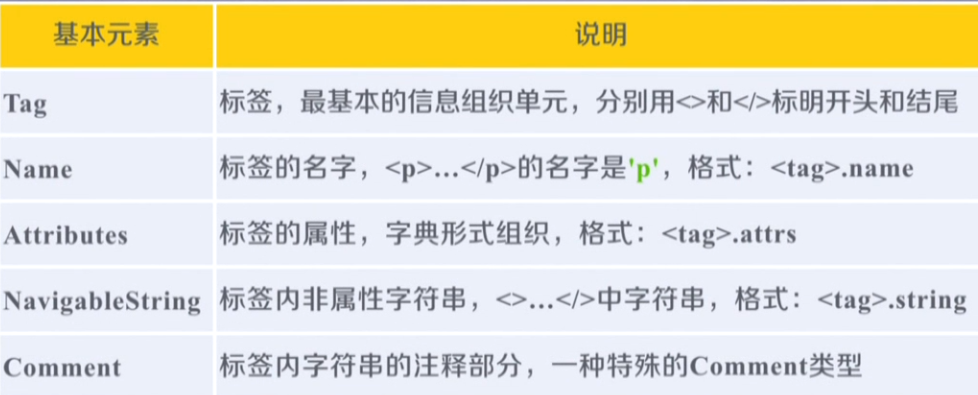 基本元素 说明
Tag 标签，最基本的信息组织单元，分别用<>和</>标明开头和结尾
Name 标签的名字，<p>…</p>的名字是'p'，格式：<tag>.name
Attributes 标签的属性，字典形式组织，格式：<tag>.attrs
NavigableString 标签内非属性字符串，<>…</>中字符串，格式：<tag>.string
Comment 标签内字符串的注释部分，一种特殊的Comment类型